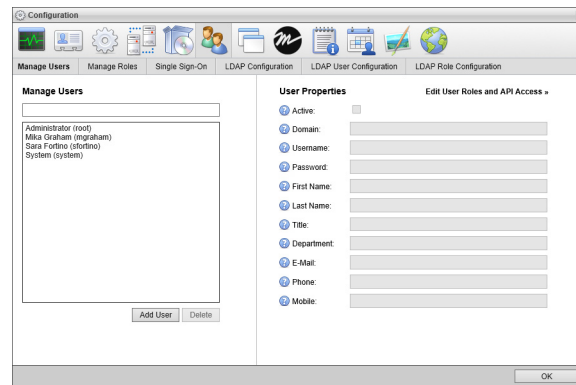 Configuration
Manage Users
Manage Roles
Single Sign-On
LDAP Configuration
LDAP User Configuration
LDAP Role Configuration
Manage Users
Administrator (root)
Mika Graham (mgraham)
Sara Fortino (sfortino)
System (system)
Add User
Delete
User Properties
Edit User Roles and API Access »
Active:
Domain:
Username:
Password:
First Name:
Last Name:
Title:
Department:
E-Mail:
Phone:
Mobile:
OK